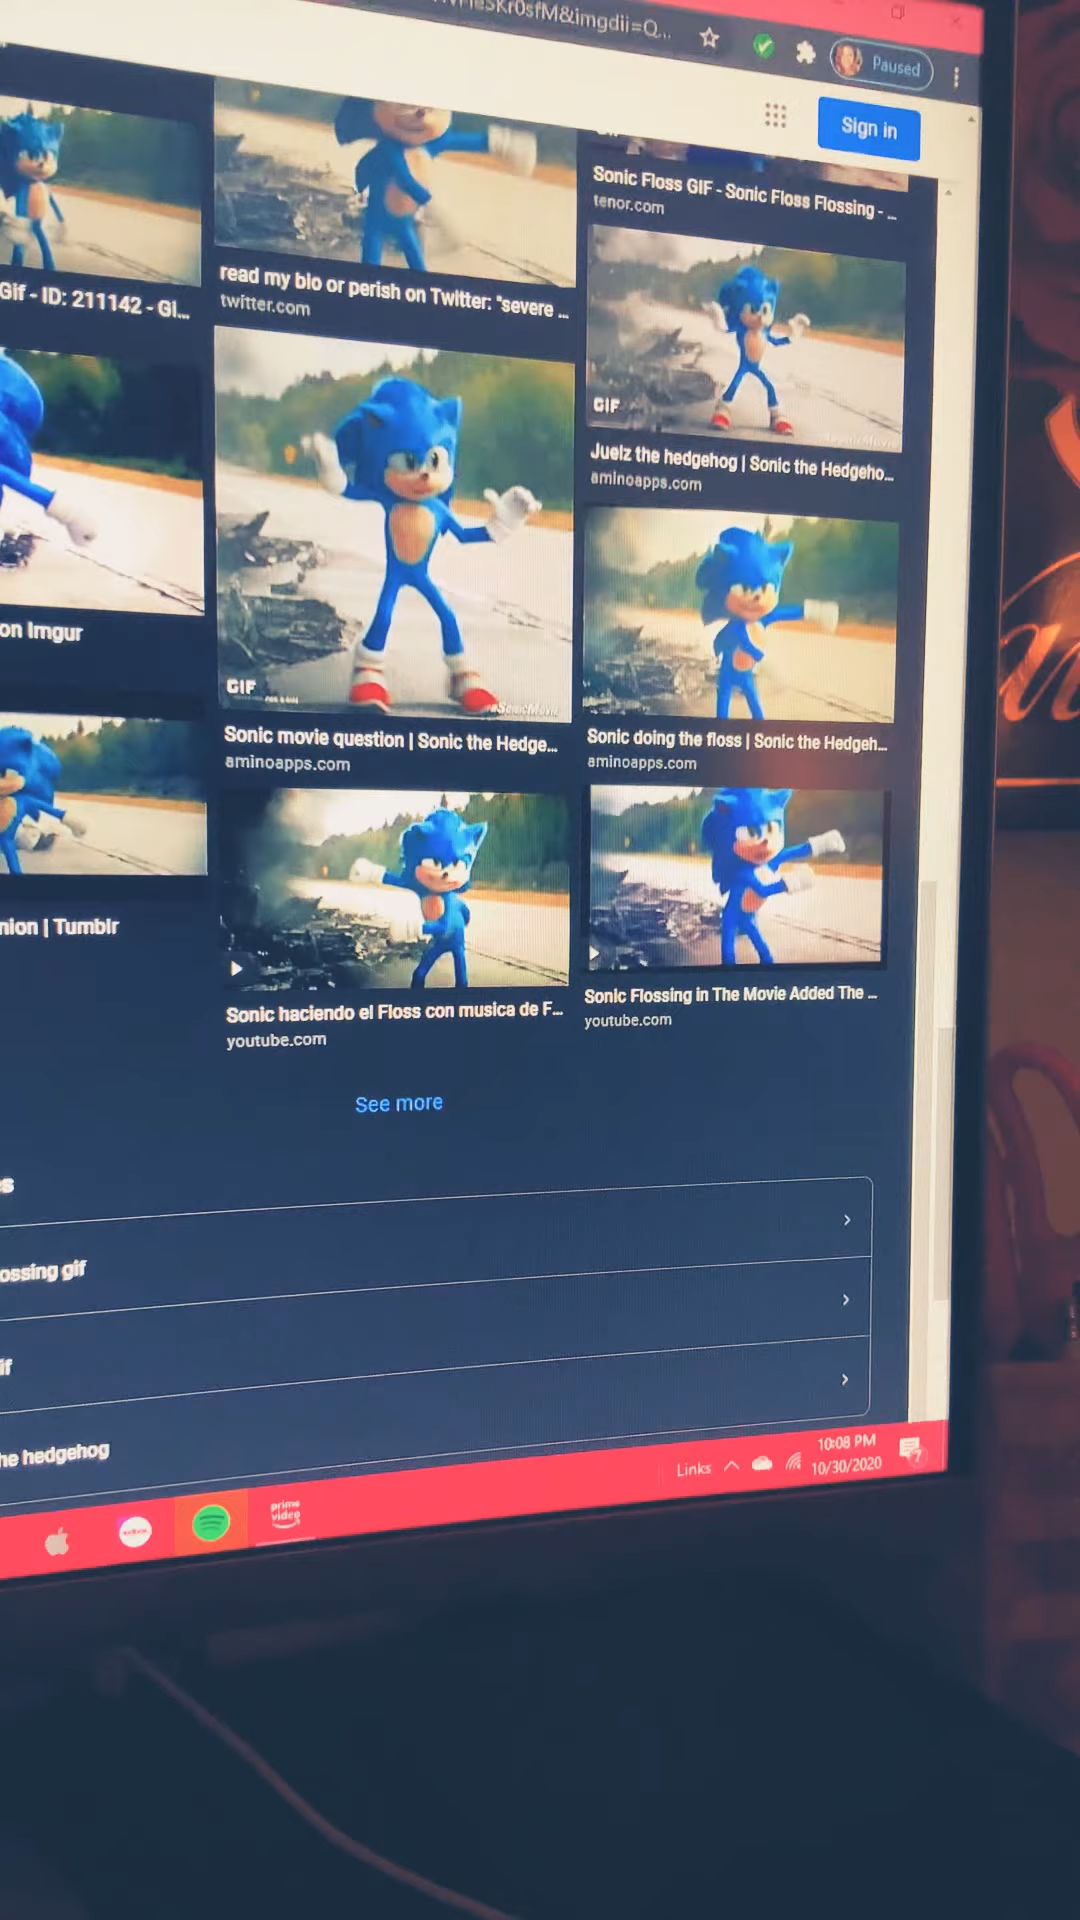 Paused
Sign in
Sonic Floss GIF - Sonic Floss Flossing - ...
tenor.com
Gif - ID: 211142 - GI...
read my bio or perish on Twitter: "severe ...
twitter.com
GIF
Juelz the hedgehog | Sonic the Hedgeho...
aminoapps.com
on Imgur
GIF
#SonicMovie
Sonic movie question | Sonic the Hedge...
aminoapps.com
Sonic doing the floss | Sonic the Hedgeh...
aminoapps.com
nion | Tumblr
Sonic haciendo el Floss con musica de F...
youtube.com
Sonic Flossing in The Movie Added The ...
youtube.com
See more
s
ossing gif
if
he hedgehog
Links
10:08 PM
10/30/2020
7
prime
video